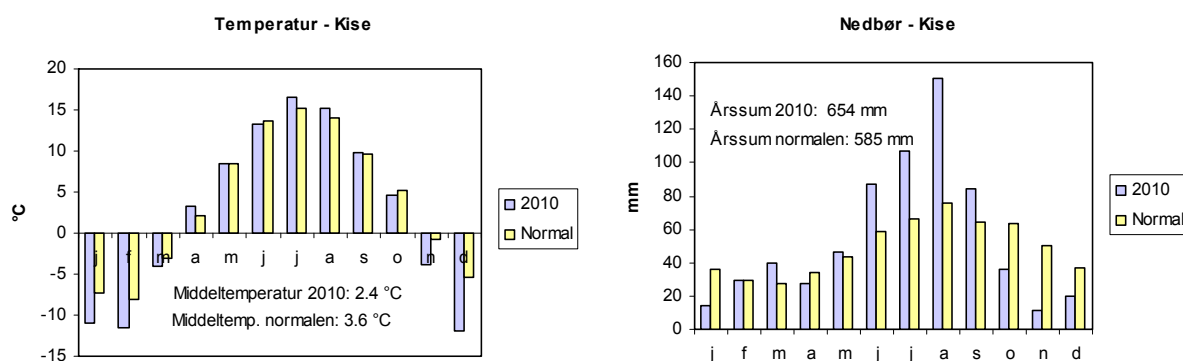 Temperatur - Kise
20
15
10
5
0
-5
-10
-15
°C
j f m a m j j a s o n d
Middeltemperatur 2010: 2.4 °C
Middeltemp. normalen: 3.6 °C
2010
Normal
Nedbør - Kise
160
140
120
100
80
60
40
20
0
mm
Årssum 2010: 654 mm
Årssum normalen: 585 mm
j f m a m j j a s o n d
2010
Normal